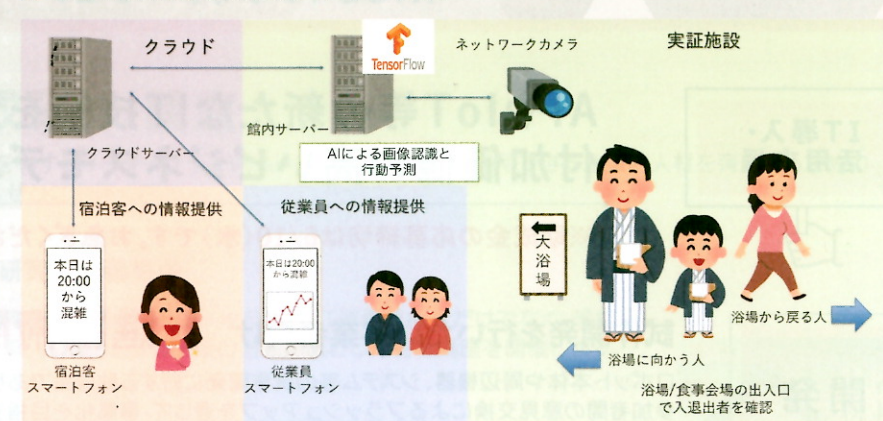 クラウド
TensorFlow
ネットワークカメラ
実証施設
クラウドサーバー
館内サーバー
AIによる画像認識と
行動予測
宿泊客への情報提供
従業員への情報提供
本日は
20:00
から
混雑
本日は20:00
から混雑
宿泊客
スマートフォン
従業員
スマートフォン
大浴場
浴場から戻る人
浴場に向かう人
浴場/食事会場の出入口
で入退出者を確認